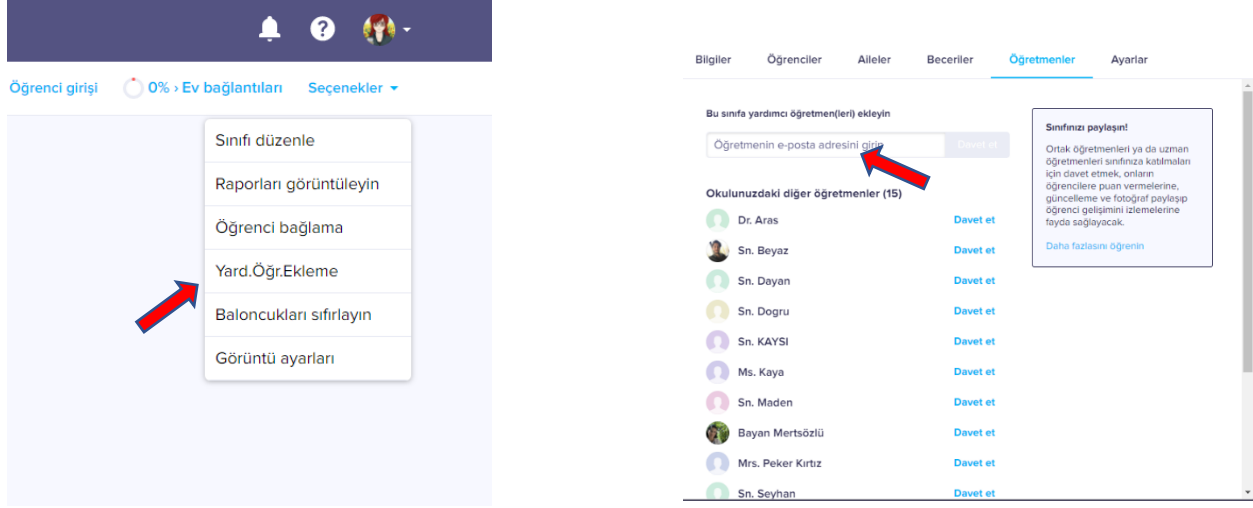 Öğrenci girişi
0% › Ev bağlantıları
Seçenekler
Sınıfı düzenle
Raporları görüntüleyin
Öğrenci bağlama
Yard.Öğr.Ekleme
Baloncukları sıfırlayın
Görüntü ayarları
Bilgiler
Öğrenciler
Aileler
Beceriler
Öğretmenler
Ayarlar
Bu sınıfa yardımcı öğretmen(leri) ekleyin
Öğretmenin e-posta adresini girin
Davet et
Okulunuzdaki diğer öğretmenler (15)
Dr. Aras Davet et
Sn. Beyaz Davet et
Sn. Dayan Davet et
Sn. Dogru Davet et
Sn. KAYSI Davet et
Ms. Kaya Davet et
Sn. Maden Davet et
Bayan Mertsözlü Davet et
Mrs. Peker Kırtız Davet et
Sn. Seyhan Davet et
Sınıfınızı paylaşın!
Ortak öğretmenleri ya da uzman
öğretmenleri sınıfınıza katılmaları
için davet etmek, onların
öğrencilere puan vermelerine,
güncelleme ve fotoğraf paylaşıp
öğrenci gelişimini izlemelerine
fayda sağlayacak.
Daha fazlasını öğrenin